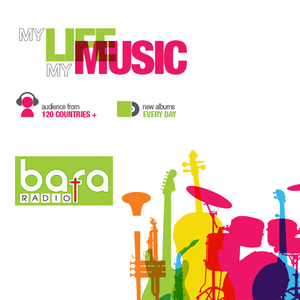 MY LIFE
MY MUSIC
audience from
120 COUNTRIES +
new albums
EVERY DAY
bara
RADIO